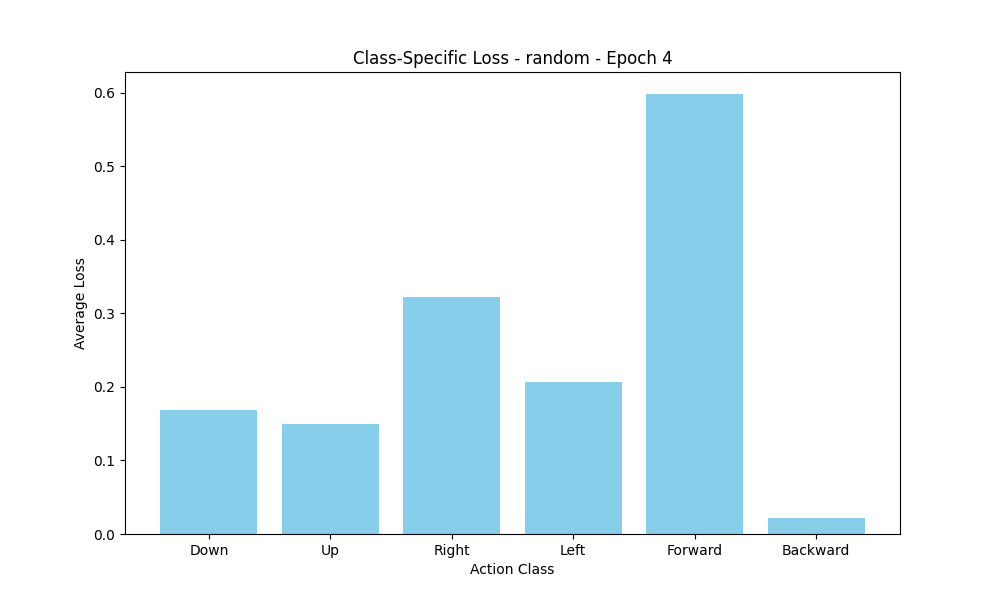 Class-Specific Loss - random - Epoch 4
Average Loss
0.6
0.5
0.4
0.3
0.2
0.1
0.0
Down Up Right Left Forward Backward
Action Class